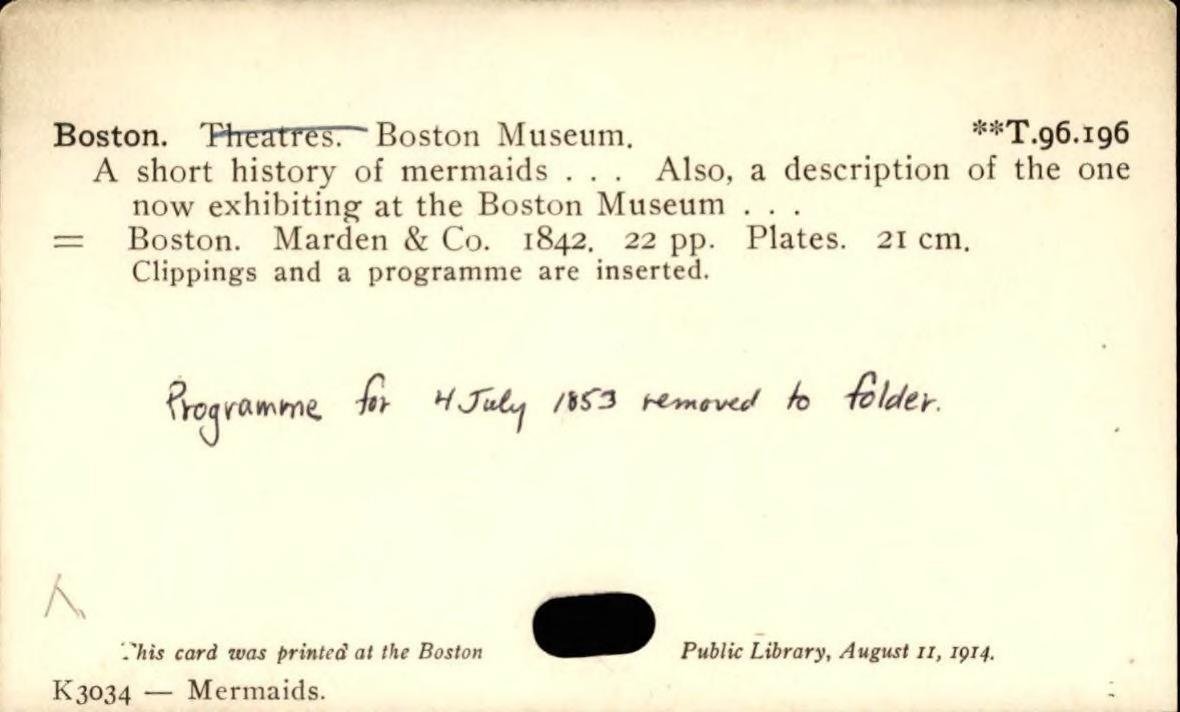 Boston. Theatres. Boston Museum. **T.96.196
A short history of mermaids . . . Also, a description of the one
now exhibiting at the Boston Museum . . .
= Boston. Marden & Co. 1842. 22 pp. Plates. 21 cm.
Clippings and a programme are inserted.
Programme for 4 July 1853 removed to folder.
This card was printed at the Boston Public Library, August 11, 1914.
K3034 — Mermaids.